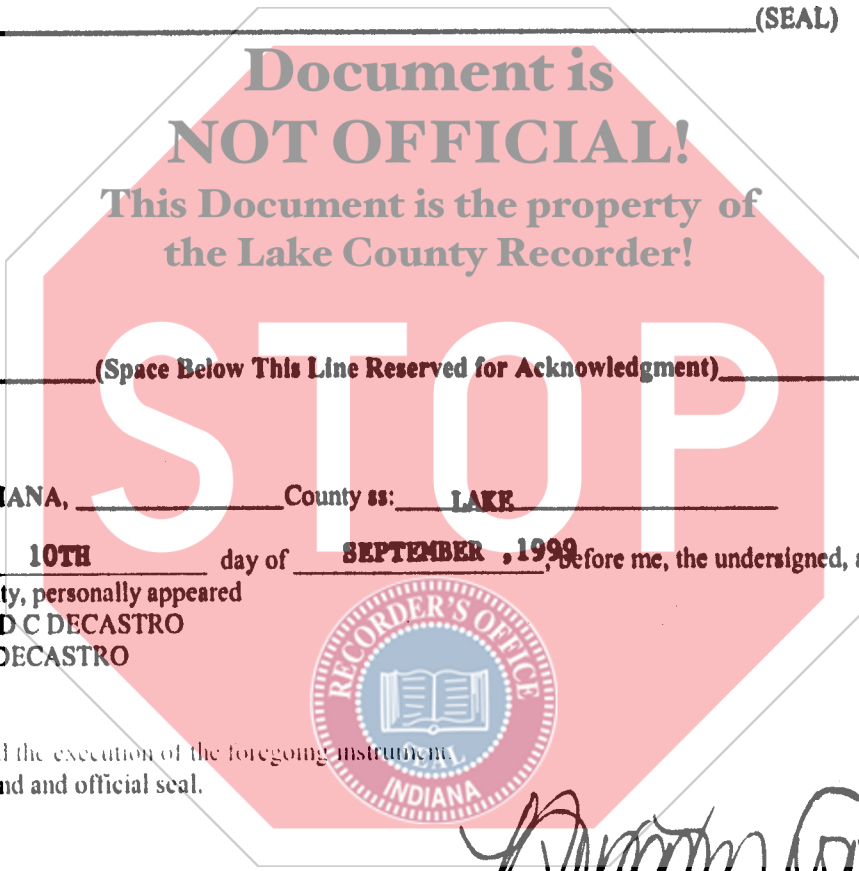 (SEAL)
Document is
NOT OFFICIAL!
This Document is the property of
the Lake County Recorder!
STOP
(Space Below This Line Reserved for Acknowledgment)
IANA, County ss: LAKE
10TH day of SEPTEMBER , 1999, before me, the undersigned, a
ty, personally appeared
D C DECASTRO
DECASTRO
RECORDER'S OFFICE
SEAL
INDIANA
d the execution of the foregoing instrument.
nd and official seal.